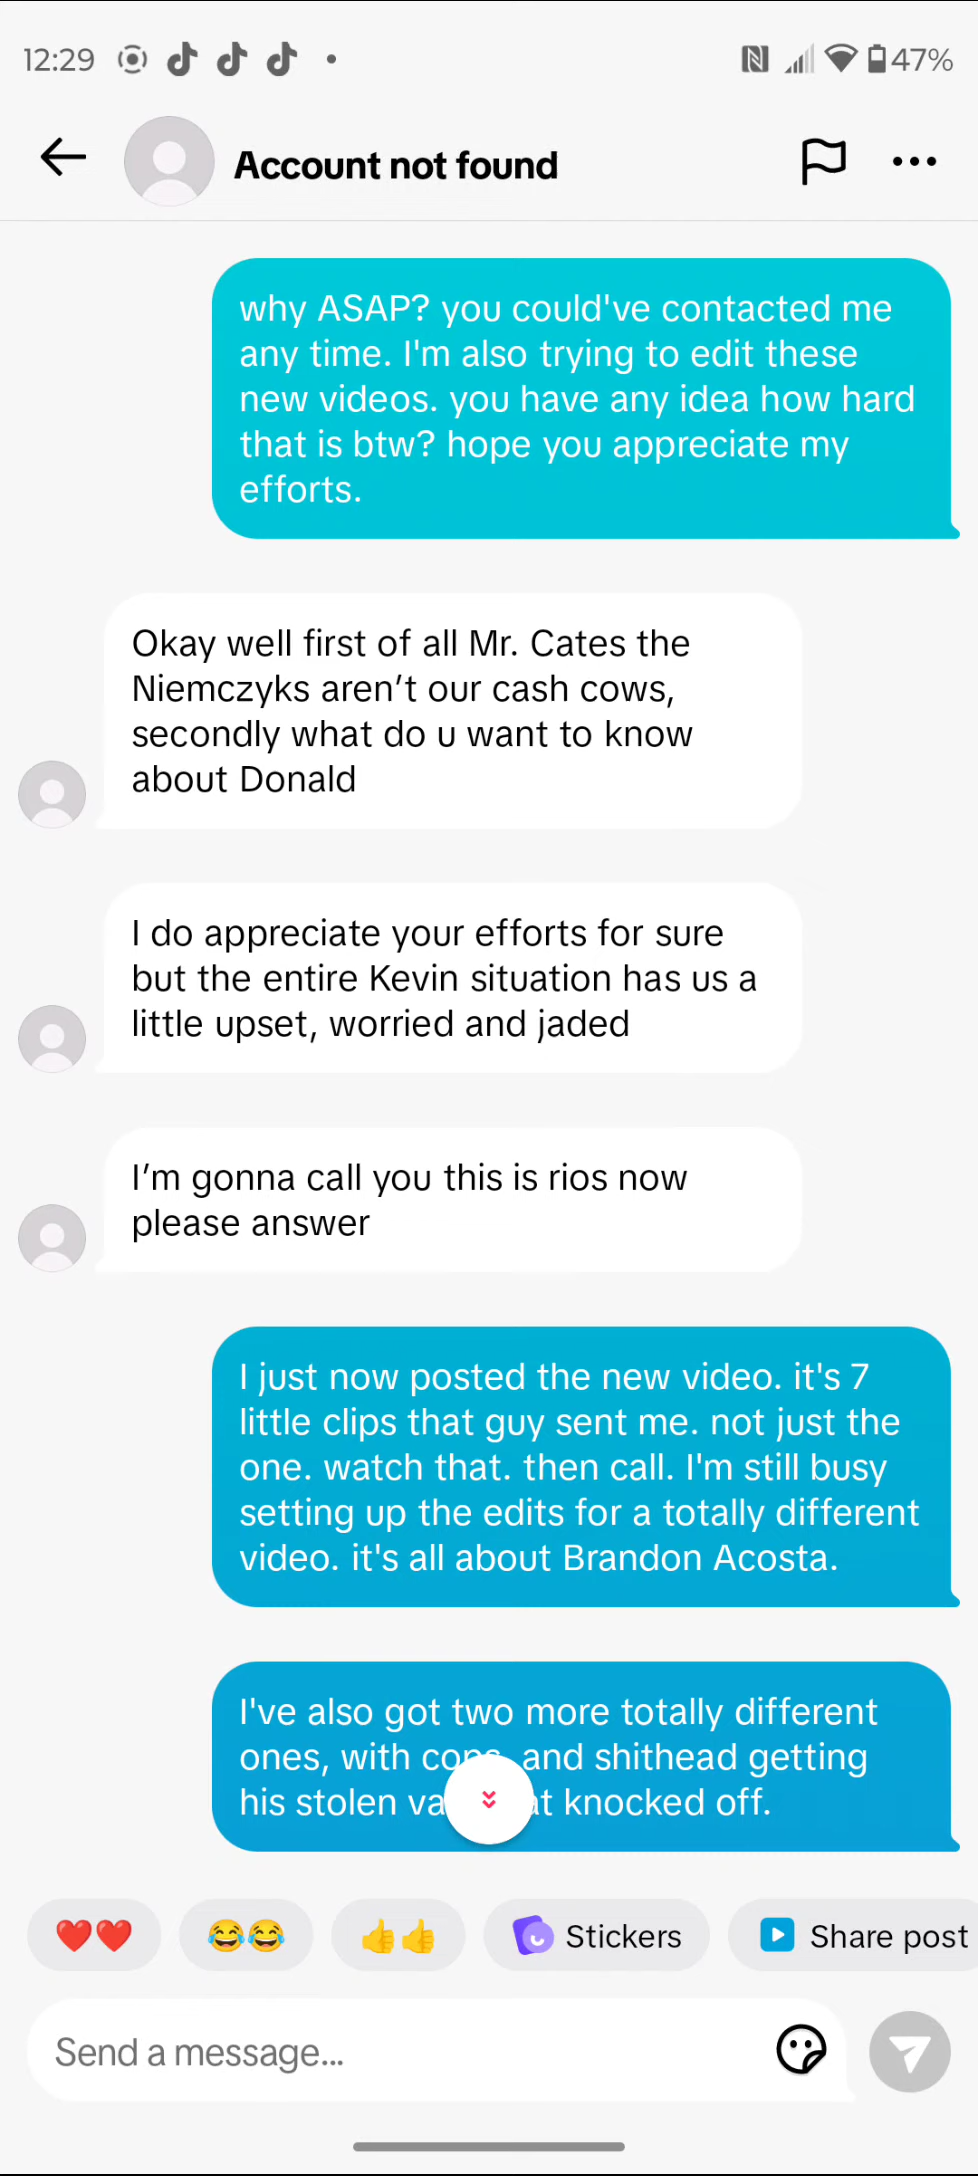 12:29
47%
Account not found
why ASAP? you could've contacted me
any time. I'm also trying to edit these
new videos. you have any idea how hard
that is btw? hope you appreciate my
efforts.
Okay well first of all Mr. Cates the
Niemczyks aren’t our cash cows,
secondly what do u want to know
about Donald
I do appreciate your efforts for sure
but the entire Kevin situation has us a
little upset, worried and jaded
I’m gonna call you this is rios now
please answer
I just now posted the new video. it's 7
little clips that guy sent me. not just the
one. watch that. then call. I'm still busy
setting up the edits for a totally different
video. it's all about Brandon Acosta.
I've also got two more totally different
ones, with cops, and shithead getting
his stolen knocked off.
Stickers
Share post
Send a message...